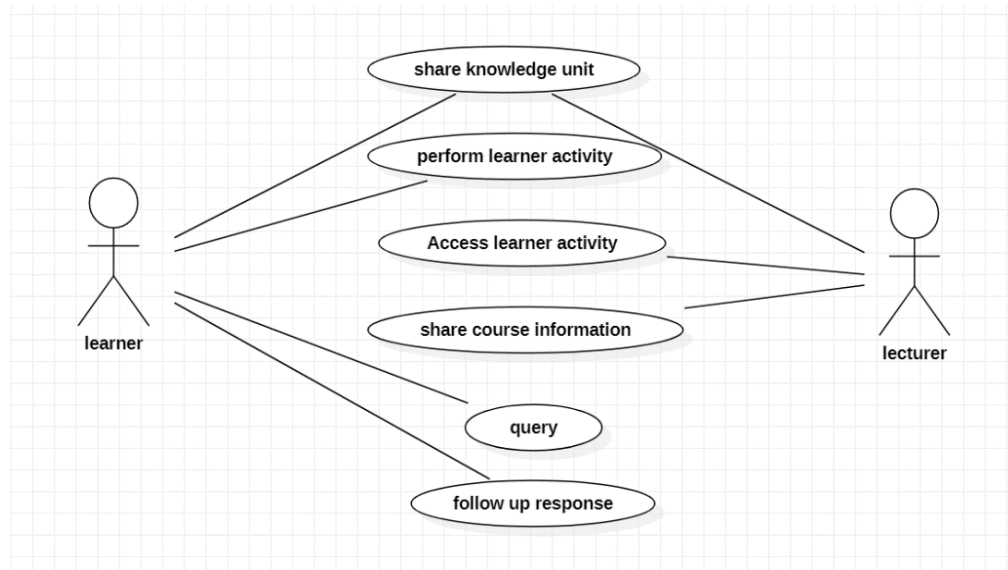 share knowledge unit
perform learner activity
Access learner activity
learner
share course information
lecturer
query
follow up response